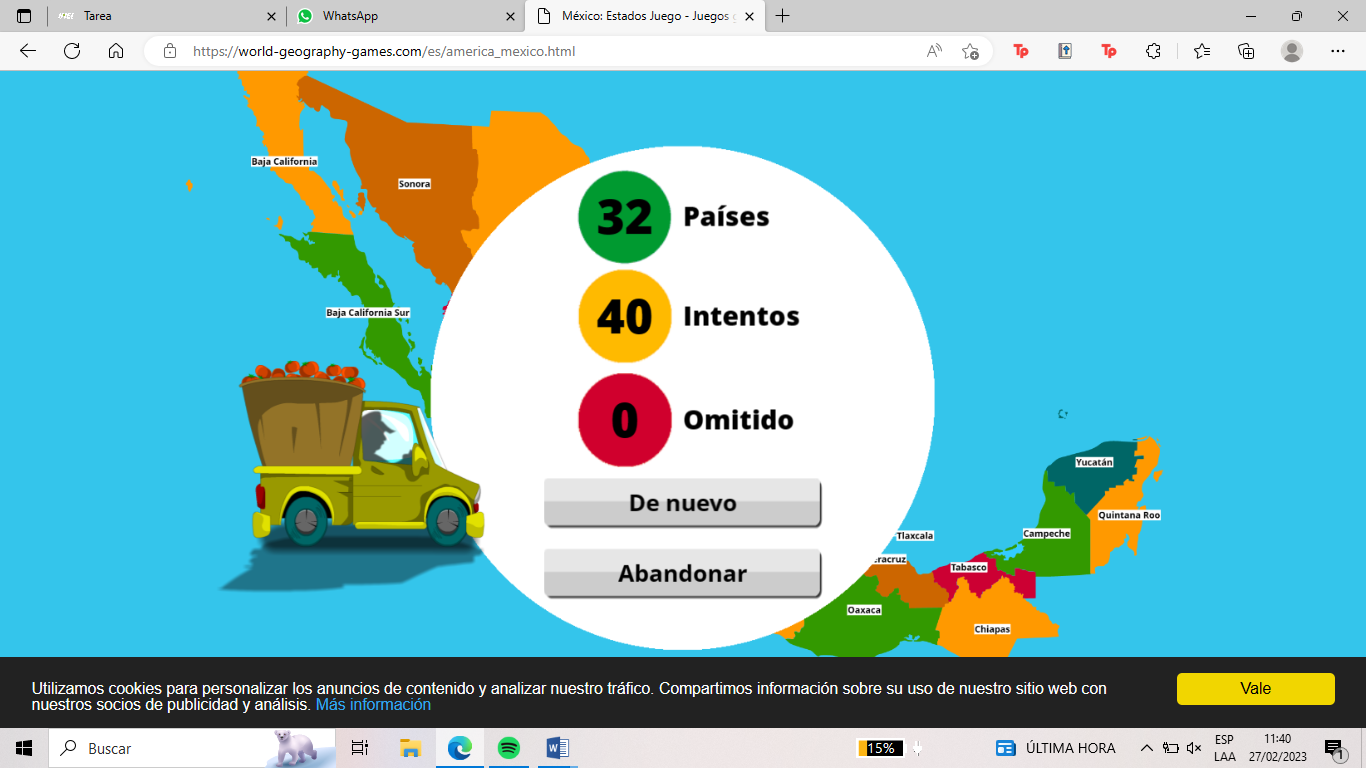 Tarea
WhatsApp
México: Estados Juego - Juegos
https://world-geography-games.com/es/america_mexico.html
Baja California
Sonora
Baja California Sur
32 Países
40 Intentos
0 Omitido
De nuevo
Abandonar
Yucatán
Quintana Roo
Campeche
Tlaxcala
eracruz
Tabasco
Oaxaca
Chiapas
Utilizamos cookies para personalizar los anuncios de contenido y analizar nuestro tráfico. Compartimos información sobre su uso de nuestro sitio web con
nuestros socios de publicidad y análisis. Más información
Vale
Buscar
15%
ÚLTIMA HORA
ESP
LAA
11:40
27/02/2023
1